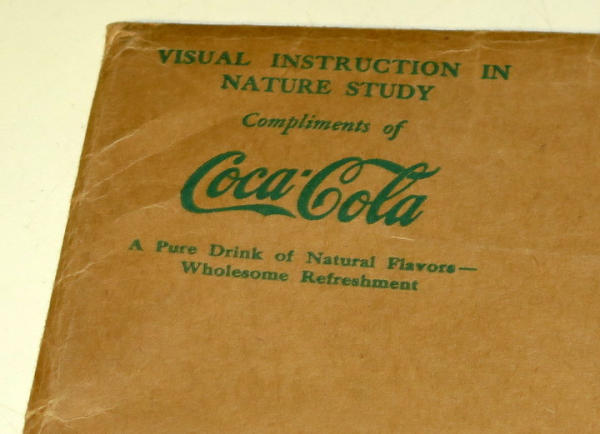 VISUAL INSTRUCTION IN
NATURE STUDY
Compliments of
Coca-Cola
A Pure Drink of Natural Flavors—
Wholesome Refreshment